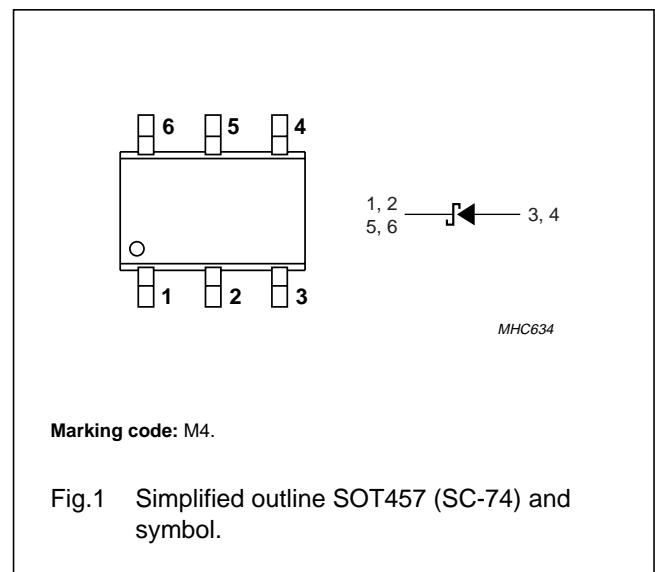 6 5 4
1, 2
5, 6
3, 4
1 2 3
MHC634
Marking code: M4.
Fig.1 Simplified outline SOT457 (SC-74) and
symbol.